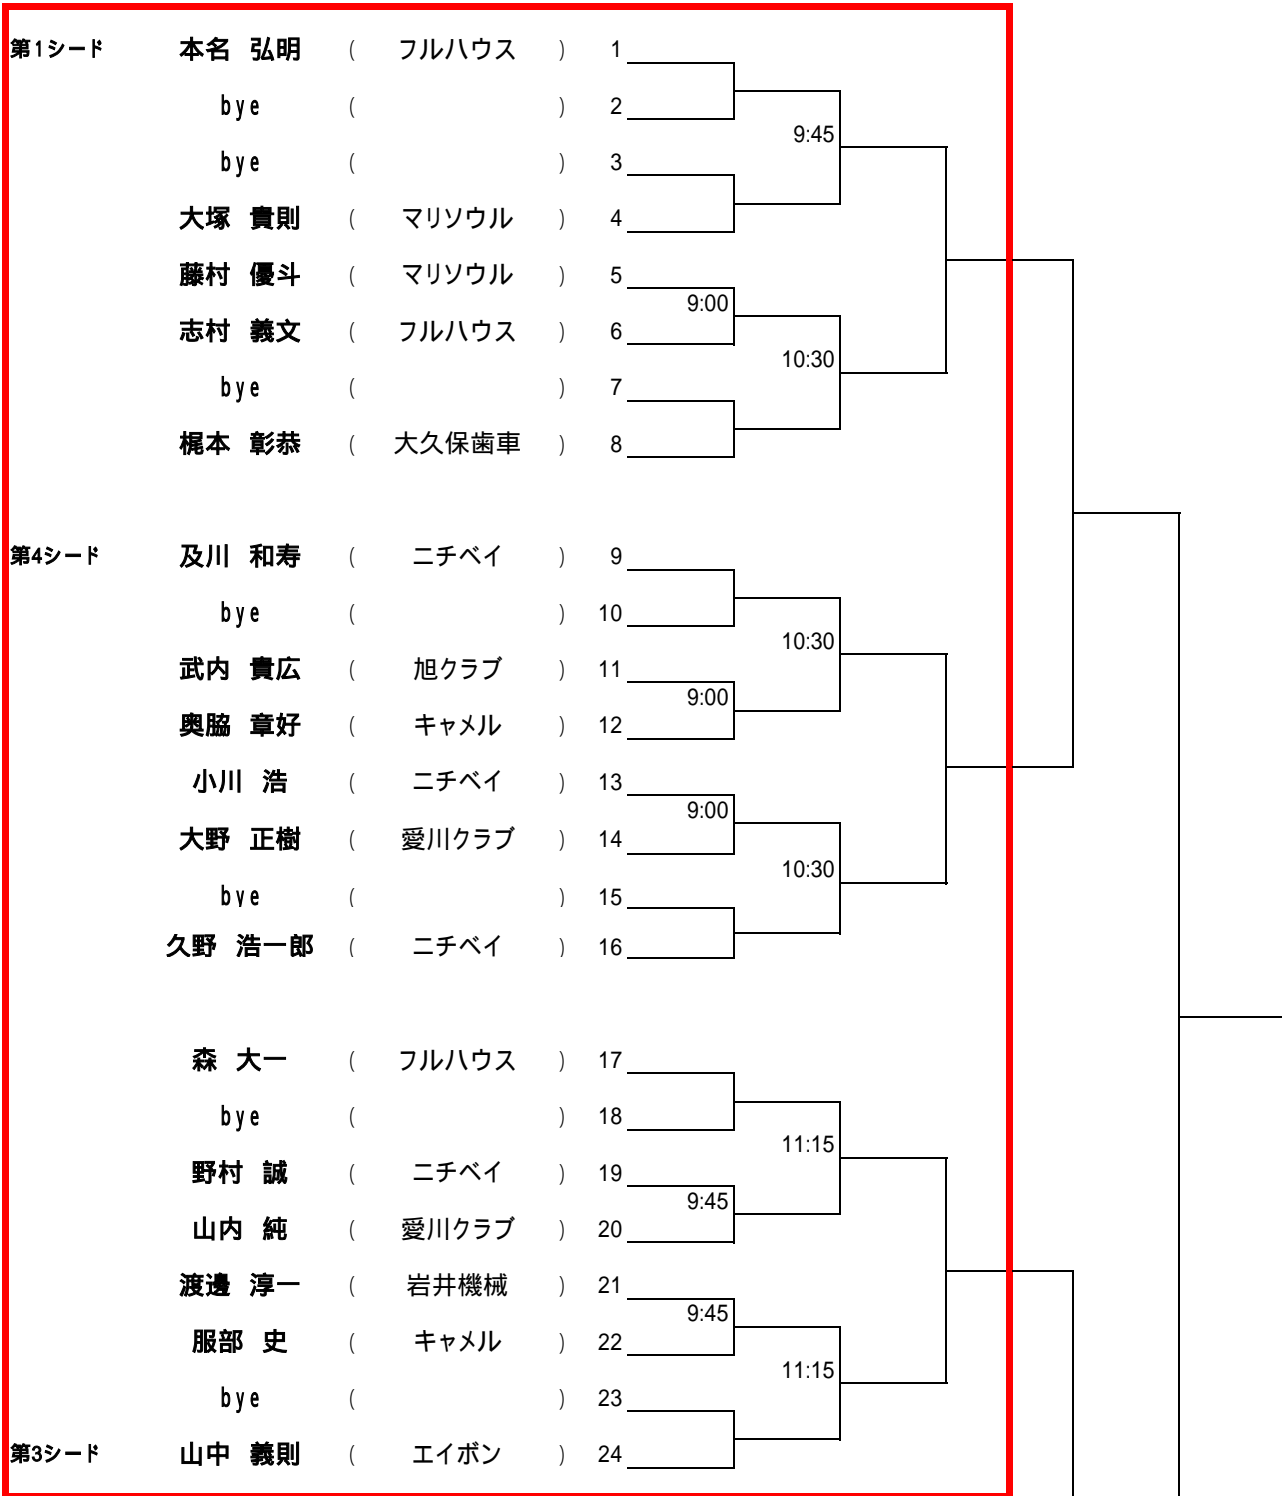 第1シード 本名 弘明 ( フルハウス ) 1
bye ( ) 2
9:45
bye ( ) 3
大塚 貴則 ( マリソウル ) 4
藤村 優斗 ( マリソウル ) 5
9:00
志村 義文 ( フルハウス ) 6
10:30
bye ( ) 7
梶本 彰恭 ( 大久保歯車 ) 8
第4シード 及川 和寿 ( ニチベイ ) 9
bye ( ) 10
10:30
武内 貴広 ( 旭クラブ ) 11
9:00
奥脇 章好 ( キャメル ) 12
小川 浩 ( ニチベイ ) 13
9:00
大野 正樹 ( 愛川クラブ ) 14
10:30
bye ( ) 15
久野 浩一郎 ( ニチベイ ) 16
森 大一 ( フルハウス ) 17
bye ( ) 18
11:15
野村 誠 ( ニチベイ ) 19
9:45
山内 純 ( 愛川クラブ ) 20
渡邊 淳一 ( 岩井機械 ) 21
9:45
服部 史 ( キャメル ) 22
11:15
bye ( ) 23
第3シード 山中 義則 ( エイボン ) 24